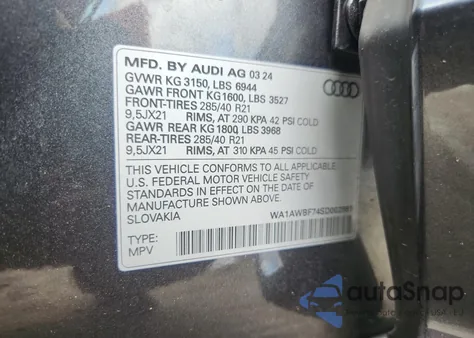 MFD. BY AUDI AG 03 24
GVWR KG 3150, LBS 6944
GAWR FRONT KG1600, LBS 3527
FRONT-TIRES 285/40 R21
9,5JX21 RIMS, AT 290 KPA 42 PSI COLD
GAWR REAR KG 1800, LBS 3968
REAR-TIRES 285/40 R21
9,5JX21 RIMS, AT 310 KPA 45 PSI COLD
THIS VEHICLE CONFORMS TO ALL APPLICABLE
U.S. FEDERAL MOTOR VEHICLE SAFETY
STANDARDS IN EFFECT ON THE DATE OF
MANUFACTURE SHOWN ABOVE.
SLOVAKIA
TYPE:
MPV
autoSnap